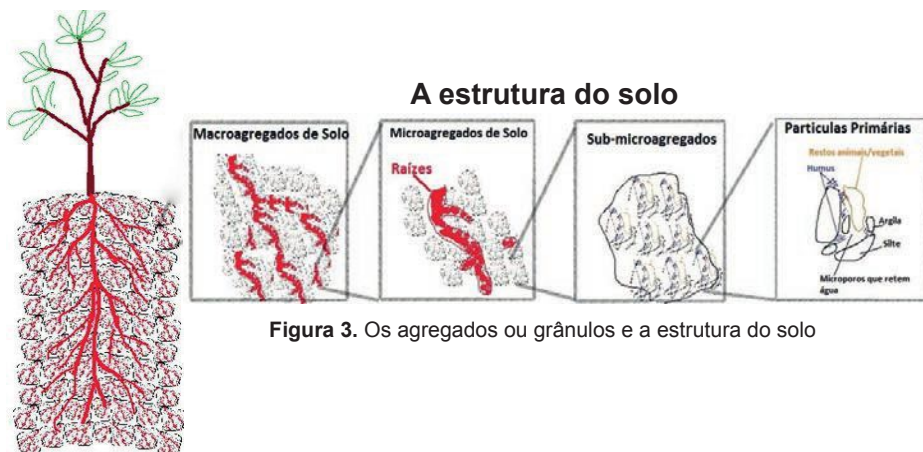 A estrutura do solo
Macroagregados de Solo
Microagregados de Solo
Raízes
Sub-microagregados
Particulas Primárias
Restos animais/vegetais
Humus
Argila
Silte
Microporos que retem
água
Figura 3. Os agregados ou grânulos e a estrutura do solo